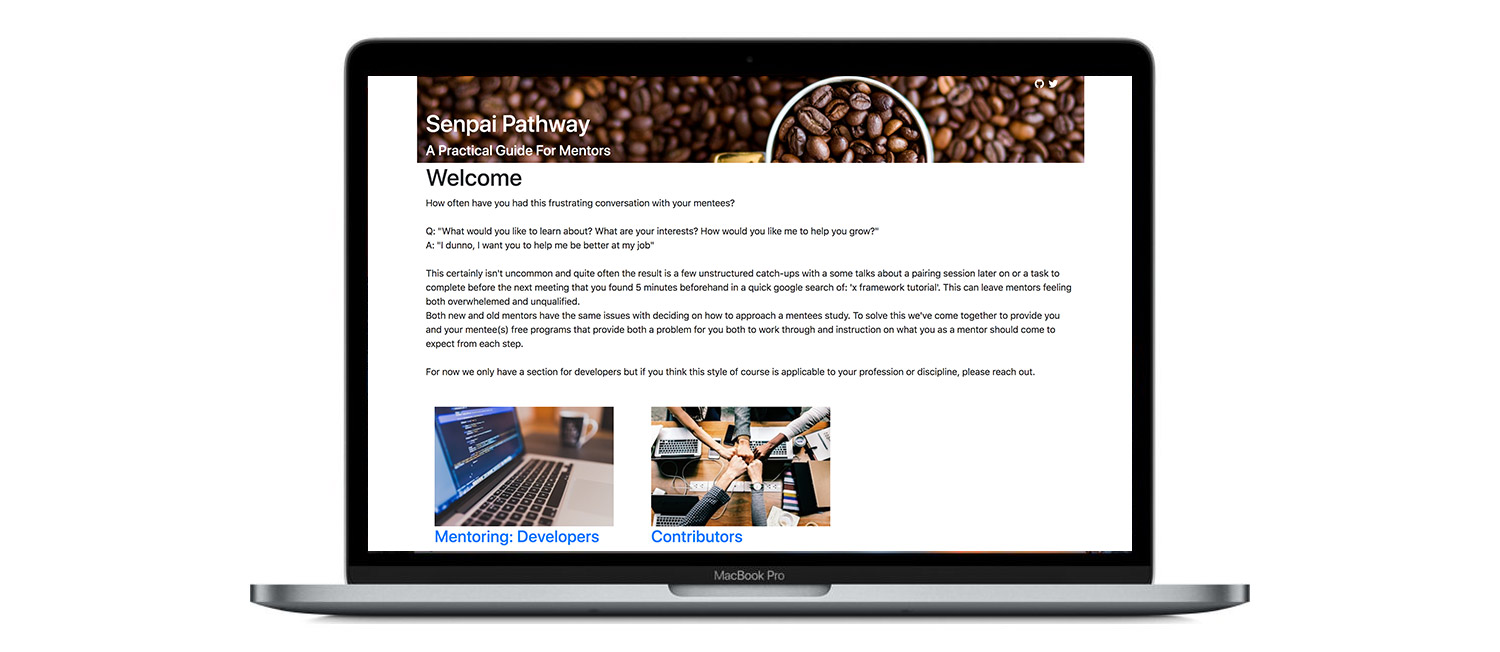 Senpai Pathway
A Practical Guide For Mentors
Welcome
How often have you had this frustrating conversation with your mentees?
Q: "What would you like to learn about? What are your interests? How would you like me to help you grow?"
A: "I dunno, I want you to help me be better at my job"
This certainly isn't uncommon and quite often the result is a few unstructured catch-ups with a some talks about a pairing session later on or a task to
complete before the next meeting that you found 5 minutes beforehand in a quick google search of: 'x framework tutorial'. This can leave mentors feeling
both overwhelemed and unqualified.
Both new and old mentors have the same issues with deciding on how to approach a mentees study. To solve this we've come together to provide you
and your mentee(s) free programs that provide both a problem for you both to work through and instruction on what you as a mentor should come to
expect from each step.
For now we only have a section for developers but if you think this style of course is applicable to your profession or discipline, please reach out.
Mentoring: Developers
Contributors
MacBook Pro